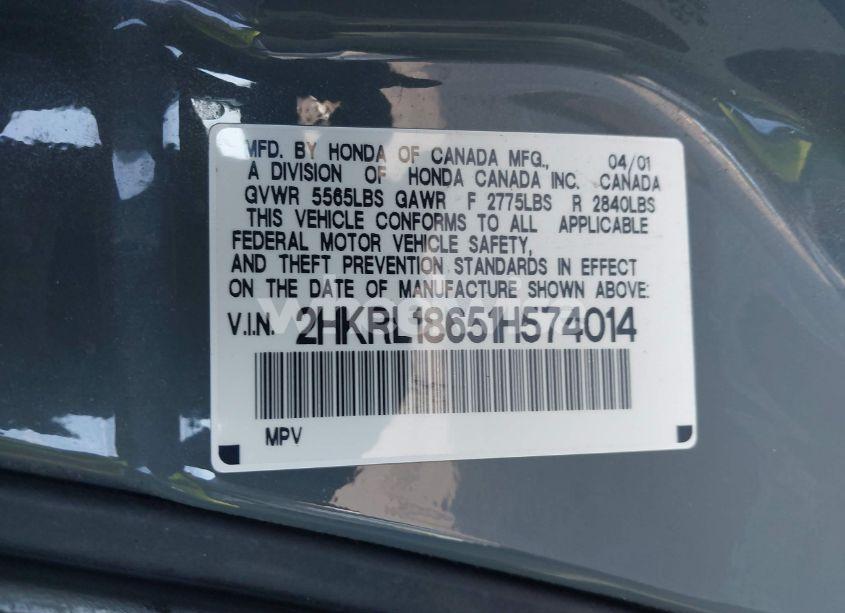 MFD. BY HONDA OF CANADA MFG., 04/01
A DIVISION OF HONDA CANADA INC. CANADA
GVWR 5565LBS GAWR F 2775LBS R 2840LBS
THIS VEHICLE CONFORMS TO ALL APPLICABLE
FEDERAL MOTOR VEHICLE SAFETY,
AND THEFT PREVENTION STANDARDS IN EFFECT
ON THE DATE OF MANUFACTURE SHOWN ABOVE:
V.I.N. 2HKRL18651H574014
MPV